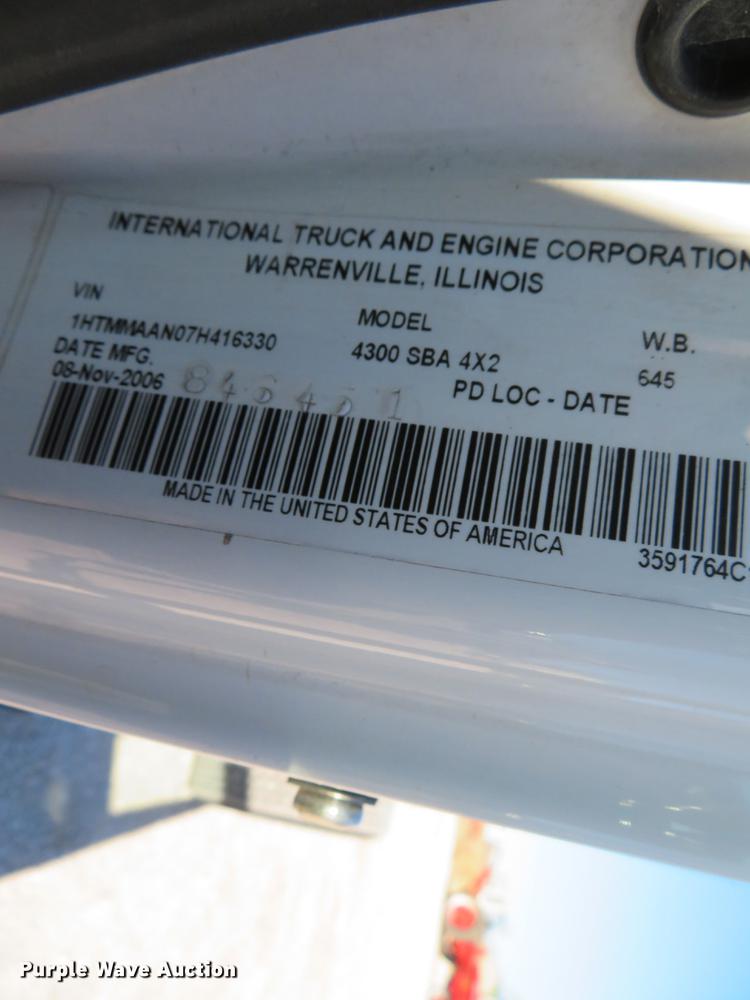 INTERNATIONAL TRUCK AND ENGINE CORPORATION
WARRENVILLE, ILLINOIS
VIN
1HTMMAAN07H416330
MODEL
4300 SBA 4X2
W.B.
645
DATE MFG.
08-Nov-2006
PD LOC - DATE
MADE IN THE UNITED STATES OF AMERICA
3591764C
Purple Wave Auction